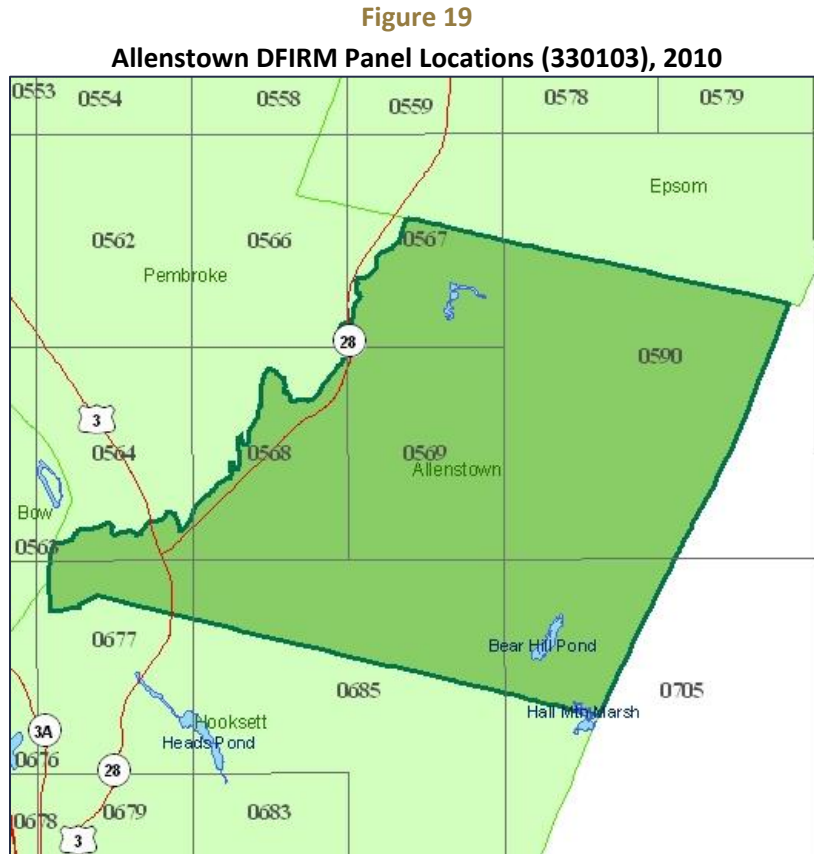 Figure 19
Allenstown DFIRM Panel Locations (330103), 2010
0553
0554
0558
0559
0578
0579
Epsom
0562
0566
0567
Pembroke
28
0590
3
0564
0568
0569
Allenstown
Bow
0563
0677
Bear Hill Pond
0685
0705
Hall Mtn Marsh
Hooksett
3A
Heads Pond
0676
28
0678
0679
0683
3